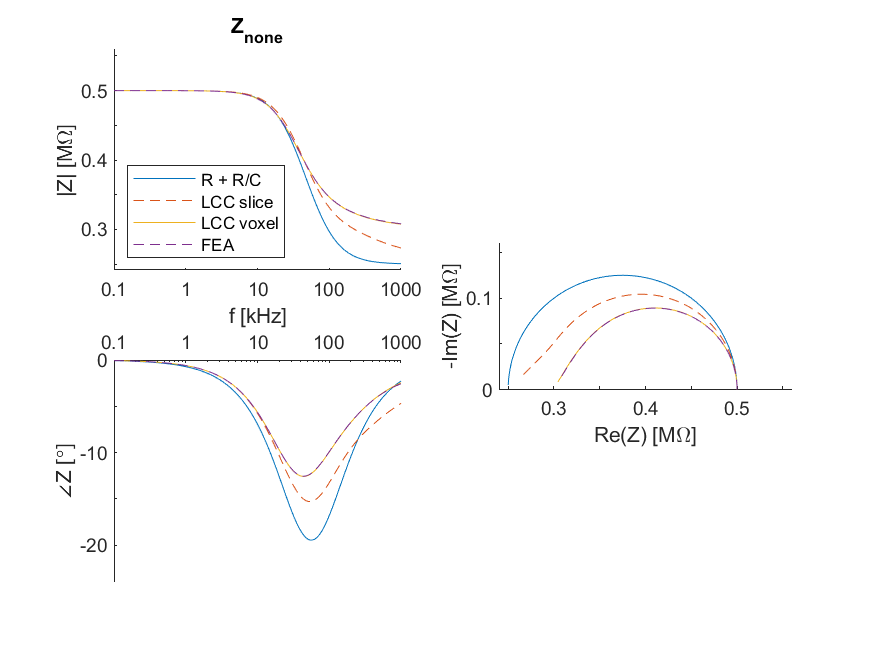 Z_none
|Z| [MΩ]
0.5
0.4
0.3
R + R/C
LCC slice
LCC voxel
FEA
0.1 1 10 100 1000
f [kHz]
0.1 1 10 100 1000
∠Z [°]
0
-10
-20
-Im(Z) [MΩ]
0.1
0
0.3 0.4 0.5
Re(Z) [MΩ]